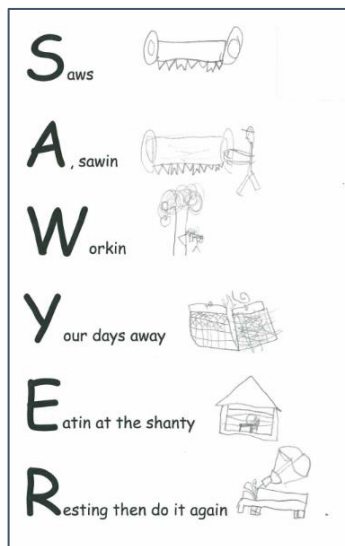 Saws
A, sawin
Workin
Your days away
Eatin at the shanty
Resting then do it again